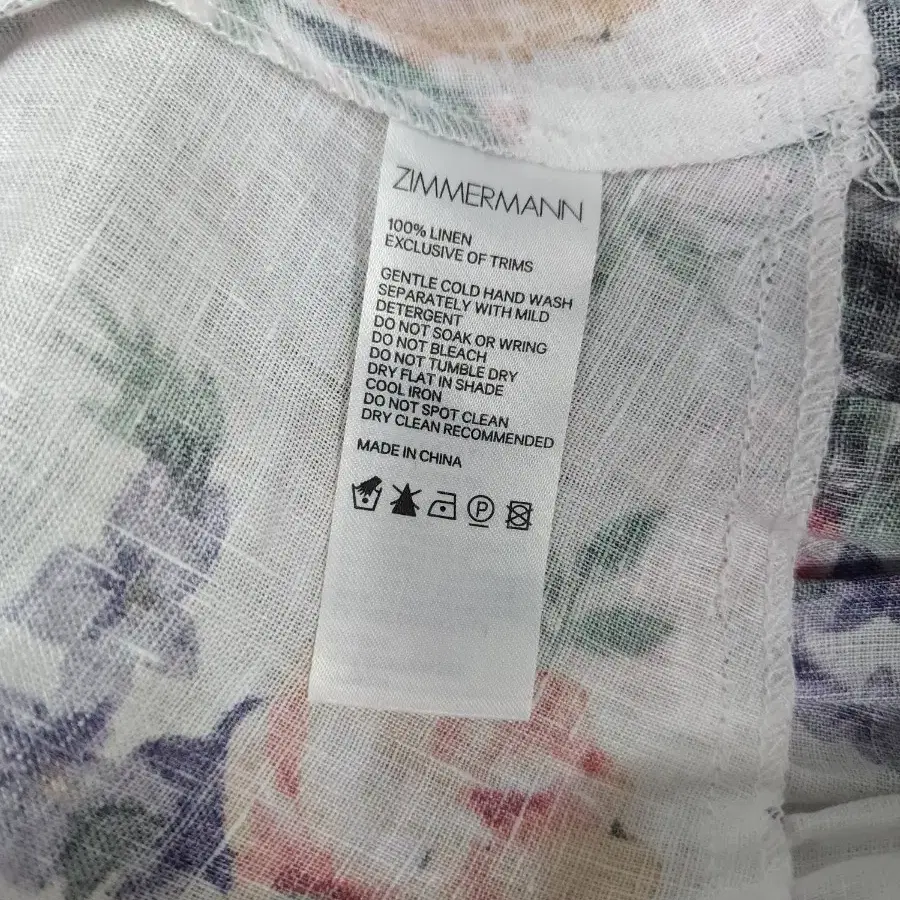 ZIMMERMANN
100% LINEN
EXCLUSIVE OF TRIMS
GENTLE COLD HAND WASH
SEPARATELY WITH MILD
DETERGENT
DO NOT SOAK OR WRING
DO NOT BLEACH
DO NOT TUMBLE DRY
DRY FLAT IN SHADE
COOL IRON
DO NOT SPOT CLEAN
DRY CLEAN RECOMMENDED
MADE IN CHINA
P